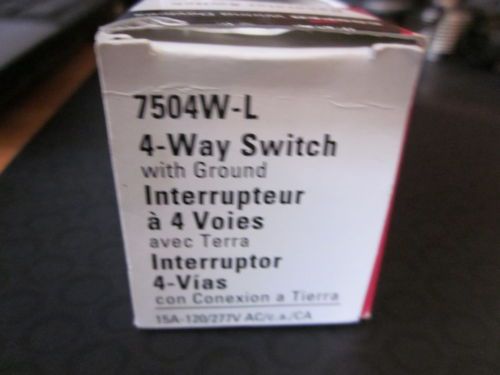 7504W-L
4-Way Switch
with Ground
Interrupteur
à 4 Voies
avec Terra
Interruptor
4-Vías
con Conexion a Tierra
15A-120/277V AC/c.a./CA